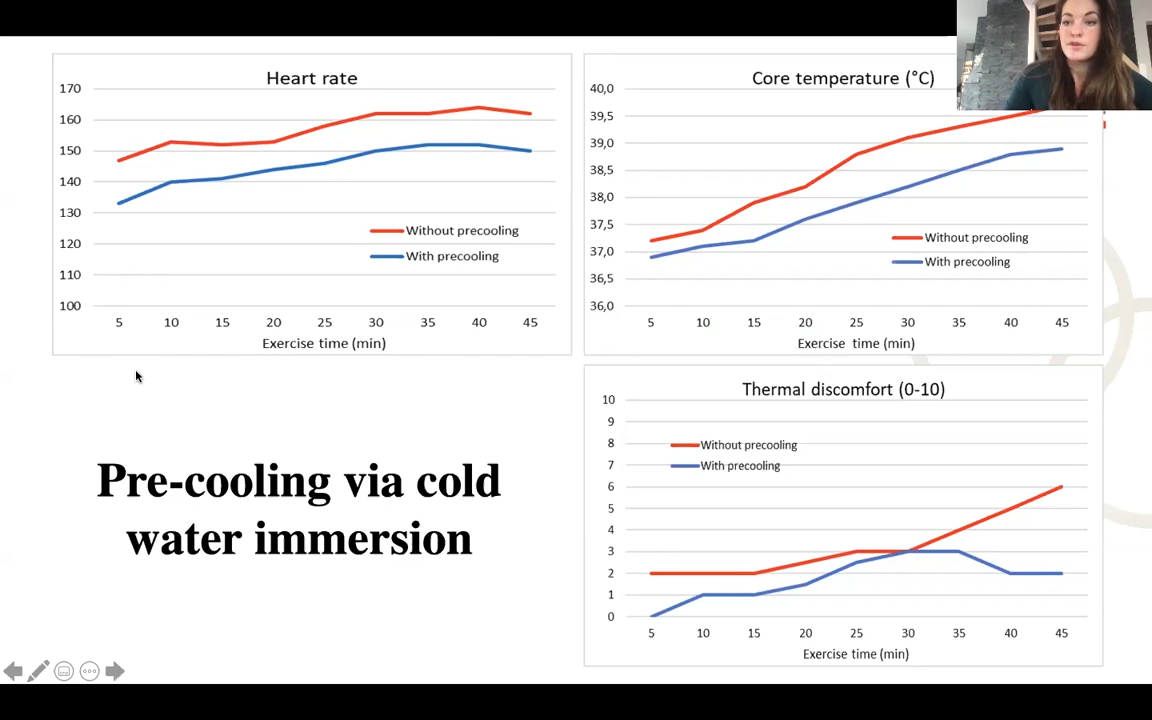 Heart rate
170
160
150
140
130
120
110
100
Without precooling
With precooling
5 10 15 20 25 30 35 40 45
Exercise time (min)
Core temperature (°C)
40,0
39,5
39,0
38,5
38,0
37,5
37,0
36,5
36,0
Without precooling
With precooling
5 10 15 20 25 30 35 40 45
Exercise time (min)
Pre-cooling via cold
water immersion
Thermal discomfort (0-10)
10
9
8
7
6
5
4
3
2
1
0
Without precooling
With precooling
5 10 15 20 25 30 35 40 45
Exercise time (min)